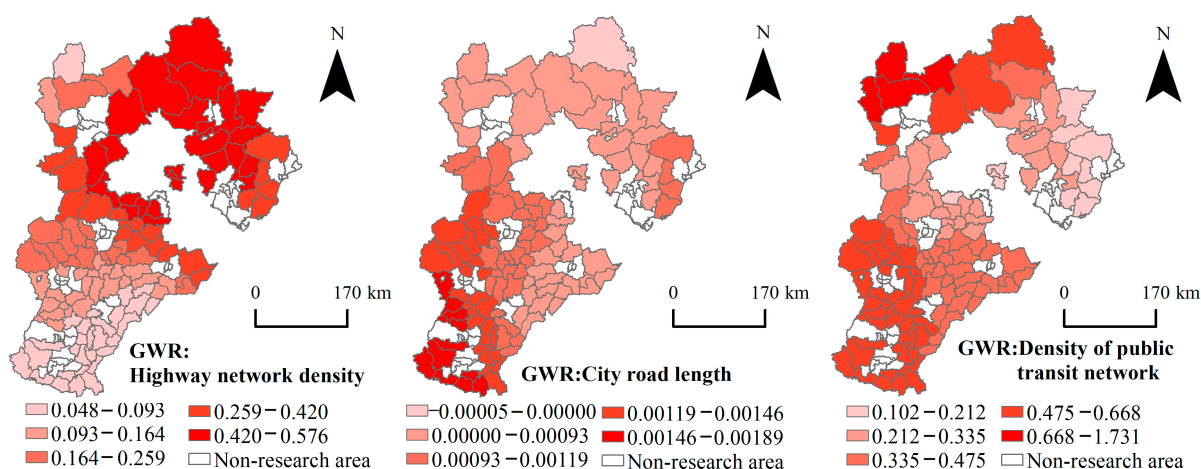 N
0 170 km
GWR:
Highway network density
0.048−0.093
0.093−0.164
0.164−0.259
0.259−0.420
0.420−0.576
Non-research area
N
0 170 km
GWR:City road length
-0.00005−0.00000
0.00000−0.00093
0.00093−0.00119
0.00119−0.00146
0.00146−0.00189
Non-research area
N
0 170 km
GWR:Density of public
transit network
0.102−0.212
0.212−0.335
0.335−0.475
0.475−0.668
0.668−1.731
Non-research area